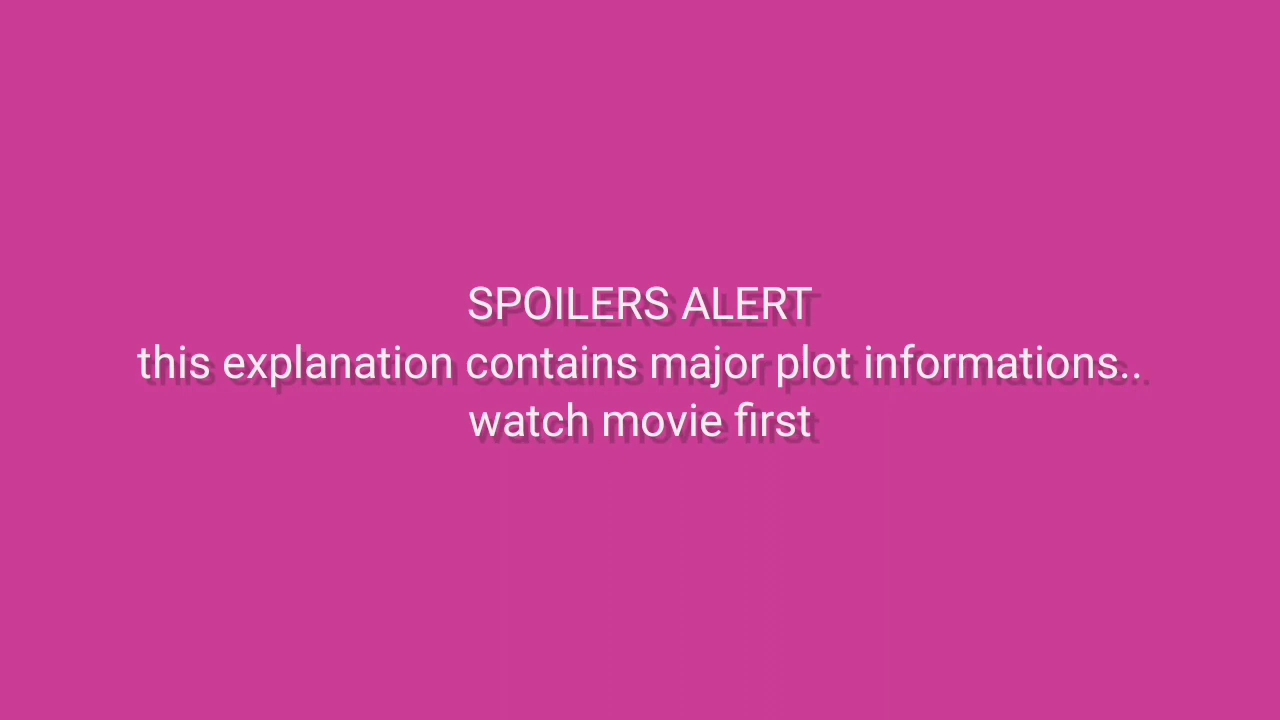 SPOILERS ALERT
this explanation contains major plot informations..
watch movie first